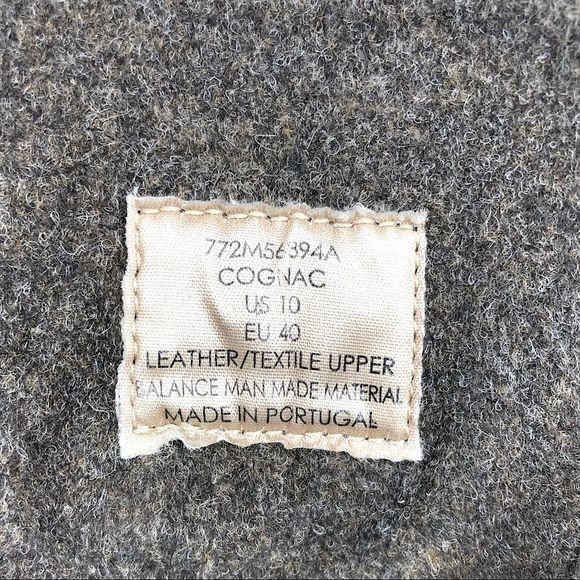 772M56394A
COGNAC
US 10
EU 40
LEATHER/TEXTILE UPPER
BALANCE MAN MADE MATERIAL
MADE IN PORTUGAL